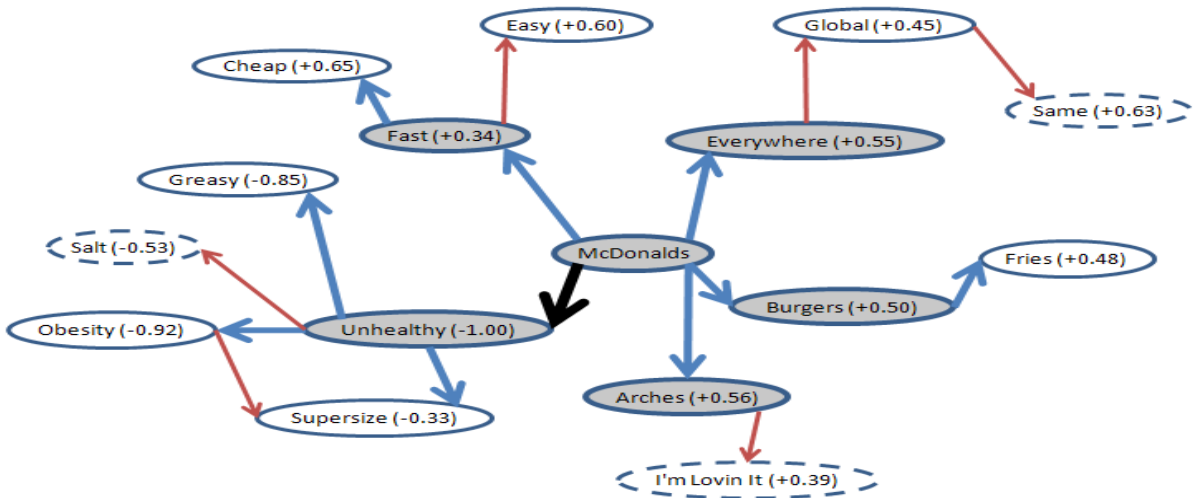 Easy (+0.60)
Global (+0.45)
Cheap (+0.65)
Same (+0.63)
Fast (+0.34)
Everywhere (+0.55)
Greasy (-0.85)
Salt (-0.53)
McDonalds
Fries (+0.48)
Burgers (+0.50)
Obesity (-0.92)
Unhealthy (-1.00)
Arches (+0.56)
Supersize (-0.33)
I'm Lovin It (+0.39)